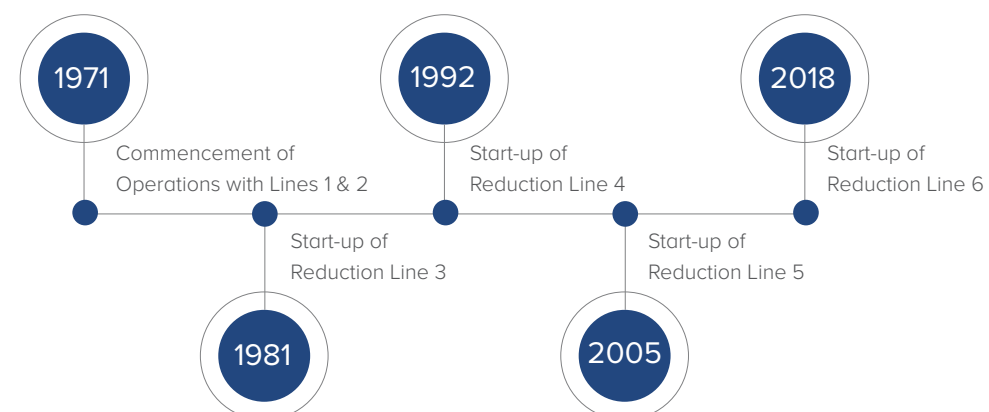 1971
Commencement of
Operations with Lines 1 & 2
1981
Start-up of
Reduction Line 3
1992
Start-up of
Reduction Line 4
2005
Start-up of
Reduction Line 5
2018
Start-up of
Reduction Line 6